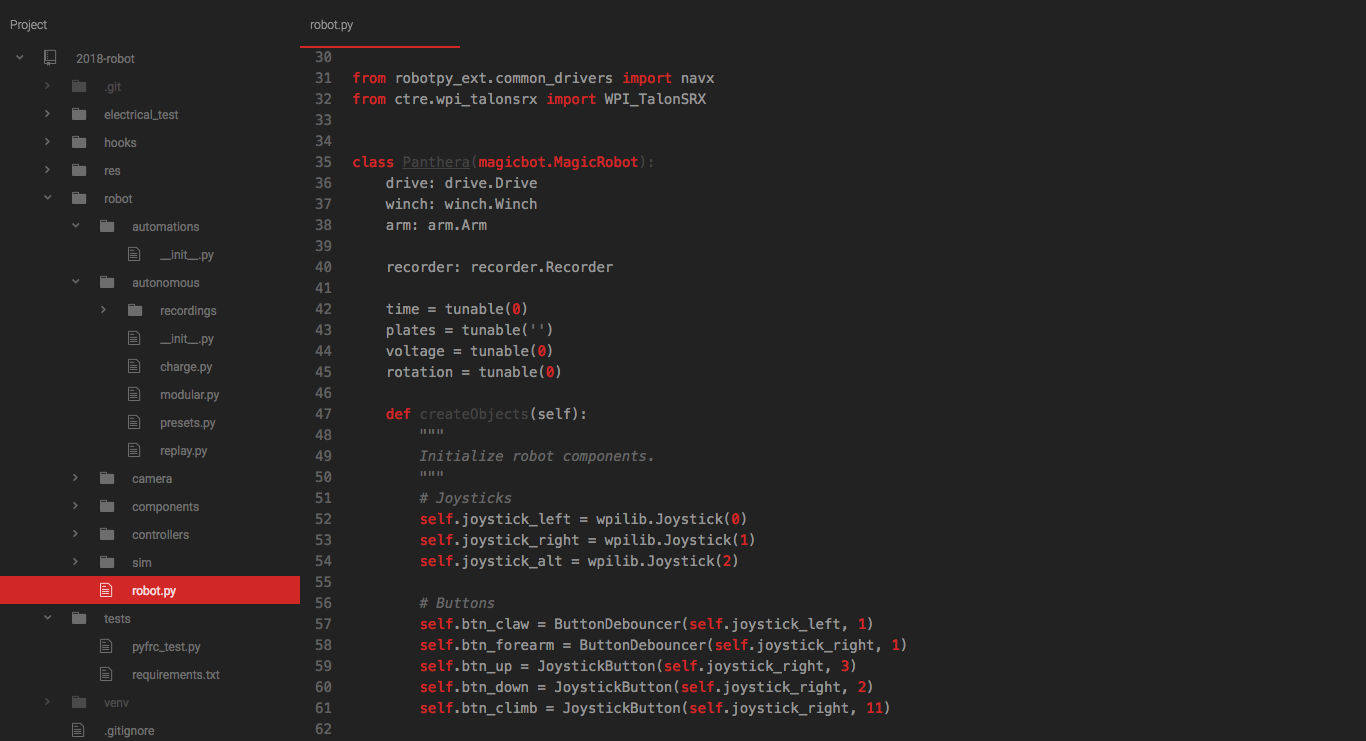 Project
2018-robot
.git
electrical_test
hooks
res
robot
automations
__init__.py
autonomous
recordings
__init__.py
charge.py
modular.py
presets.py
replay.py
camera
components
controllers
sim
robot.py
tests
pyfrc_test.py
requirements.txt
venv
.gitignore
robot.py
30
31 from robotpy_ext.common_drivers import navx
32 from ctre.wpi_talonsrx import WPI_TalonSRX
33
34
35 class Panthera(magicbot.MagicRobot):
36     drive: drive.Drive
37     winch: winch.Winch
38     arm: arm.Arm
39
40     recorder: recorder.Recorder
41
42     time = tunable(0)
43     plates = tunable('')
44     voltage = tunable(0)
45     rotation = tunable(0)
46
47     def createObjects(self):
48         """
49         Initialize robot components.
50         """
51         # Joysticks
52         self.joystick_left = wpilib.Joystick(0)
53         self.joystick_right = wpilib.Joystick(1)
54         self.joystick_alt = wpilib.Joystick(2)
55
56         # Buttons
57         self.btn_claw = ButtonDebouncer(self.joystick_left, 1)
58         self.btn_forearm = ButtonDebouncer(self.joystick_right, 1)
59         self.btn_up = JoystickButton(self.joystick_right, 3)
60         self.btn_down = JoystickButton(self.joystick_right, 2)
61         self.btn_climb = JoystickButton(self.joystick_right, 11)
62